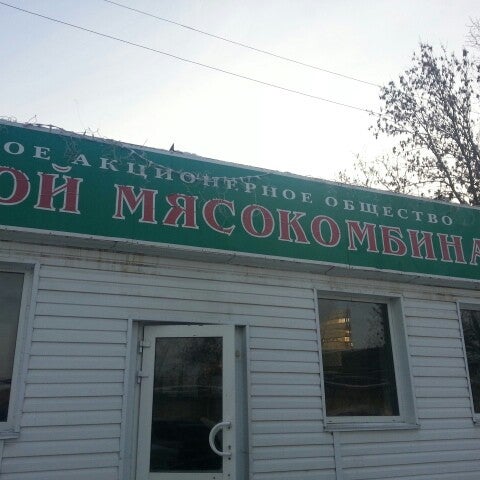 ОЕ АКЦИОНЕРНОЕ ОБЩЕСТВО
ОЙ МЯСОКОМБИНА